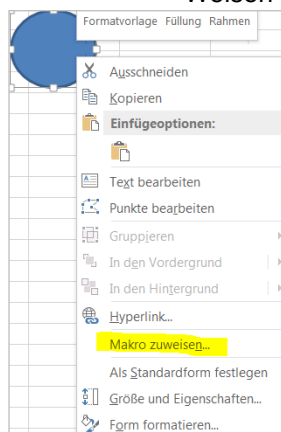 Formatvorlage Füllung Rahmen
Ausschneiden
Kopieren
Einfügeoptionen:
Text bearbeiten
Punkte bearbeiten
Gruppieren
In den Vordergrund
In den Hintergrund
Hyperlink...
Makro zuweisen...
Als Standardform festlegen
Größe und Eigenschaften...
Form formatieren...